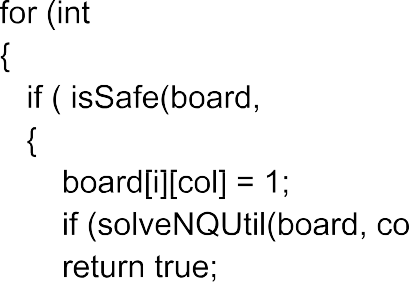 for (int
{
if ( isSafe(board,
{
board[i][col] = 1;
if (solveNQUtil(board, co
return true;